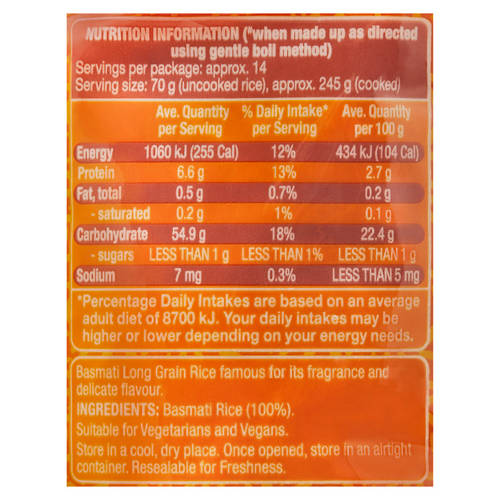 NUTRITION INFORMATION (*when made up as directed
using gentle boil method)
Servings per package: approx. 14
Serving size: 70 g (uncooked rice), approx. 245 g (cooked)
Ave. Quantity % Daily Intake* Ave. Quantity
per Serving per Serving per 100 g
Energy 1060 kJ (255 Cal) 12% 434 kJ (104 Cal)
Protein 6.6 g 13% 2.7 g
Fat, total 0.5 g 0.7% 0.2 g
- saturated 0.2 g 1% 0.1 g
Carbohydrate 54.9 g 18% 22.4 g
- sugars LESS THAN 1 g LESS THAN 1% LESS THAN 1 g
Sodium 7 mg 0.3% LESS THAN 5 mg
*Percentage Daily Intakes are based on an average
adult diet of 8700 kJ. Your daily intakes may be
higher or lower depending on your energy needs.
Basmati Long Grain Rice famous for its fragrance and
delicate flavour.
INGREDIENTS: Basmati Rice (100%).
Suitable for Vegetarians and Vegans.
Store in a cool, dry place. Once opened, store in an airtight
container. Resealable for Freshness.